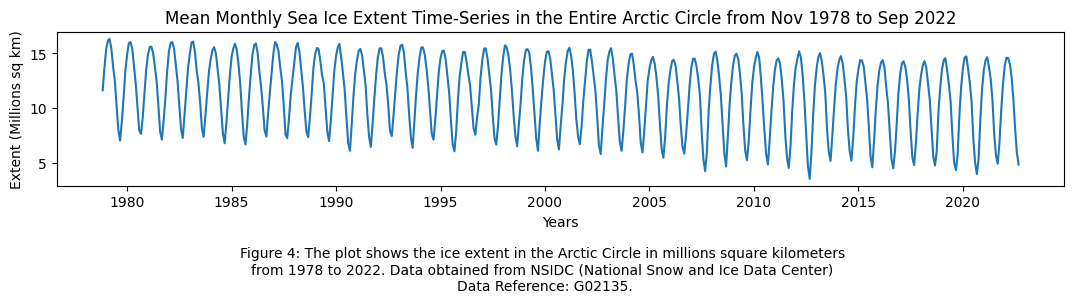 Mean Monthly Sea Ice Extent Time-Series in the Entire Arctic Circle from Nov 1978 to Sep 2022
Extent (Millions sq km)
15
10
5
1980 1985 1990 1995 2000 2005 2010 2015 2020
Years
Figure 4: The plot shows the ice extent in the Arctic Circle in millions square kilometers
from 1978 to 2022. Data obtained from NSIDC (National Snow and Ice Data Center)
Data Reference: G02135.